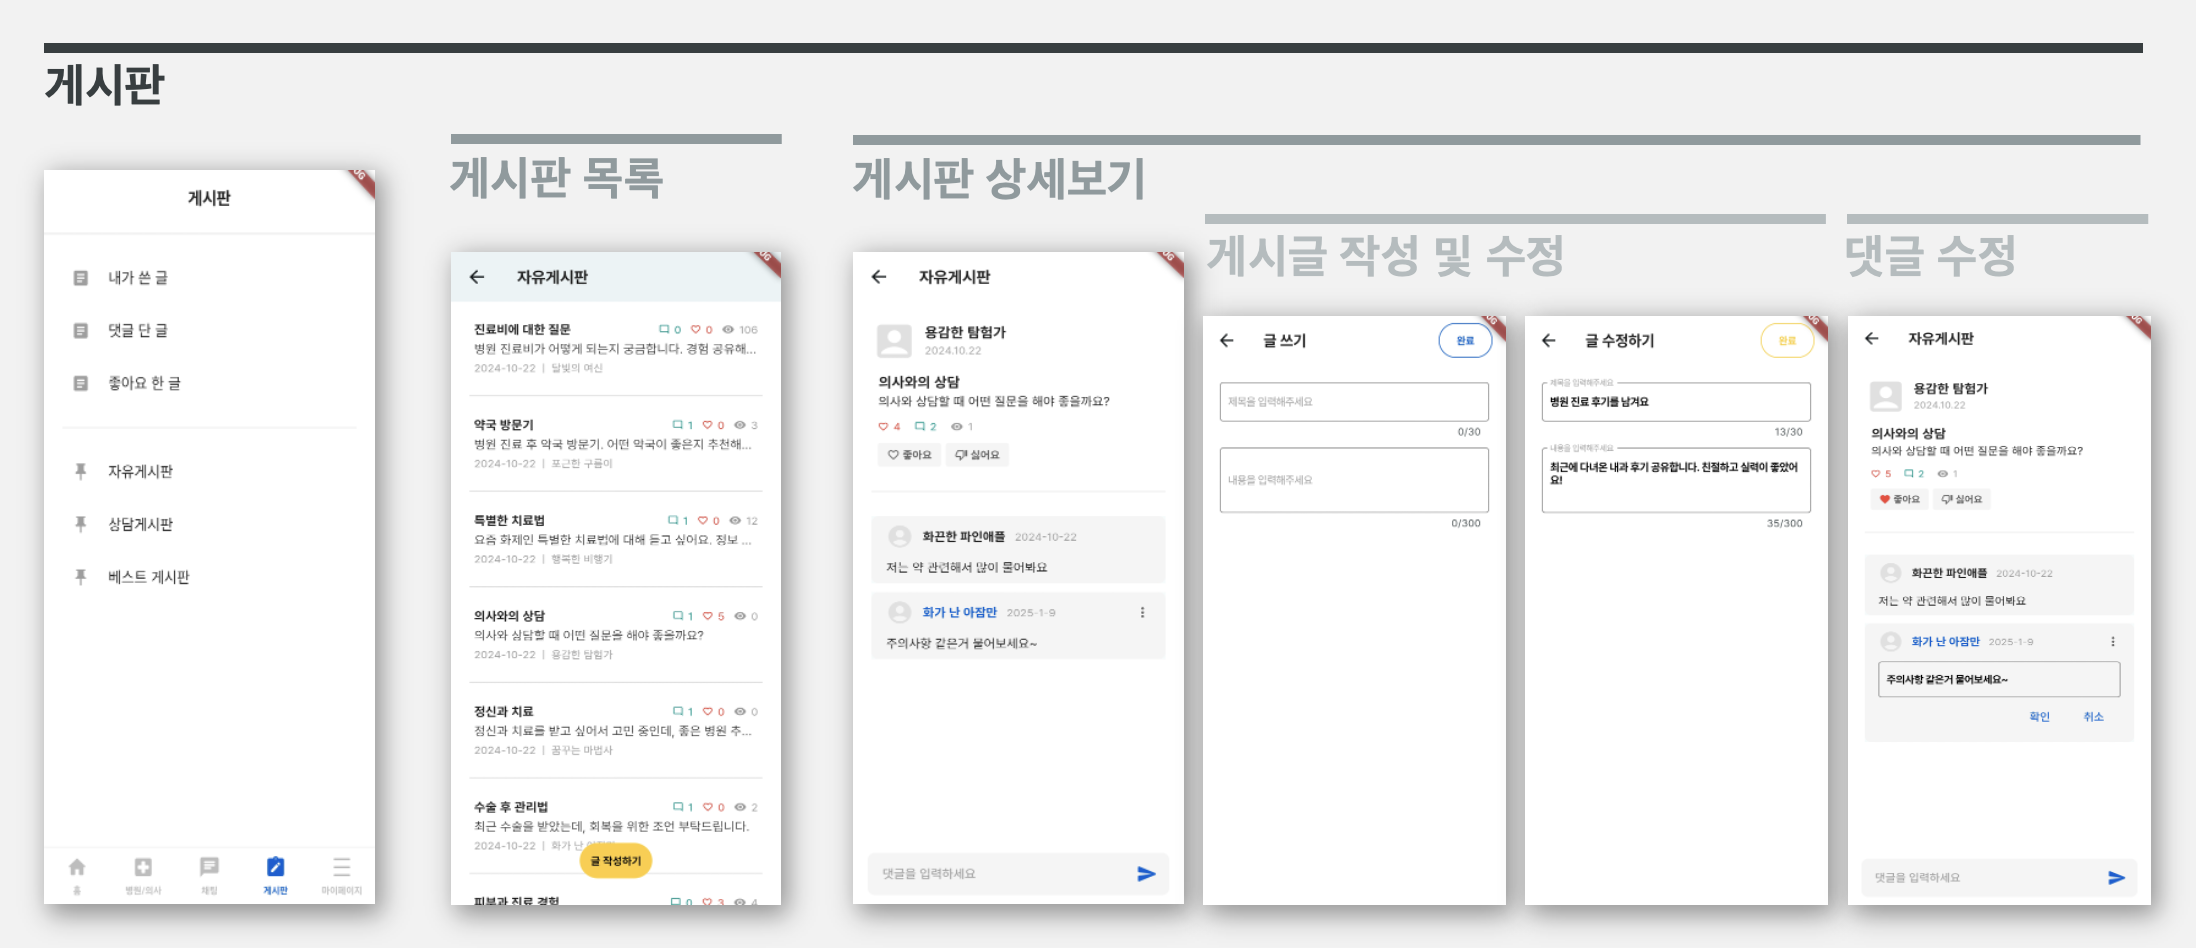 게시판
게시판
내가 쓴 글
댓글 단 글
좋아요 한 글
자유게시판
상담게시판
베스트 게시판
홈
병원/의사
채팅
게시판
마이페이지
게시판 목록
자유게시판
진료비에 대한 질문 0 0 106
병원 진료비가 어떻게 되는지 궁금합니다. 경험 공유해...
2024-10-22 | 달빛의 여신
약국 방문기 1 0 3
병원 진료 후 약국 방문기. 어떤 약국이 좋은지 추천해...
2024-10-22 | 포근한 구름이
특별한 치료법 1 0 12
요즘 화제인 특별한 치료법에 대해 듣고 싶어요. 정보 ...
2024-10-22 | 행복한 비행기
의사와의 상담 1 5 0
의사와 상담할 때 어떤 질문을 해야 좋을까요?
2024-10-22 | 용감한 탐험가
정신과 치료 1 0 0
정신과 치료를 받고 싶어서 고민 중인데, 좋은 병원 추...
2024-10-22 | 꿈꾸는 마법사
수술 후 관리법 1 0 2
최근 수술을 받았는데, 회복을 위한 조언 부탁드립니다.
2024-10-22 | 화가 난
글 작성하기
피부과 진료 경험 0 3 4
게시판 상세보기
자유게시판
용감한 탐험가
2024.10.22
의사와의 상담
의사와 상담할 때 어떤 질문을 해야 좋을까요?
4 2 1
좋아요 싫어요
화끈한 파인애플 2024-10-22
저는 약 관련해서 많이 물어봐요
화가 난 아잠만 2025-1-9
주의사항 같은거 물어보세요~
댓글을 입력하세요
게시글 작성 및 수정
글 쓰기 완료
제목을 입력해주세요
0/30
내용을 입력해주세요
0/300
글 수정하기 완료
제목을 입력해주세요
병원 진료 후기를 남겨요
13/30
내용을 입력해주세요
최근에 다녀온 내과 후기 공유합니다. 친절하고 실력이 좋았어
요!
35/300
댓글 수정
자유게시판
용감한 탐험가
2024.10.22
의사와의 상담
의사와 상담할 때 어떤 질문을 해야 좋을까요?
5 2 1
좋아요 싫어요
화끈한 파인애플 2024-10-22
저는 약 관련해서 많이 물어봐요
화가 난 아잠만 2025-1-9
주의사항 같은거 물어보세요~
확인 취소
댓글을 입력하세요